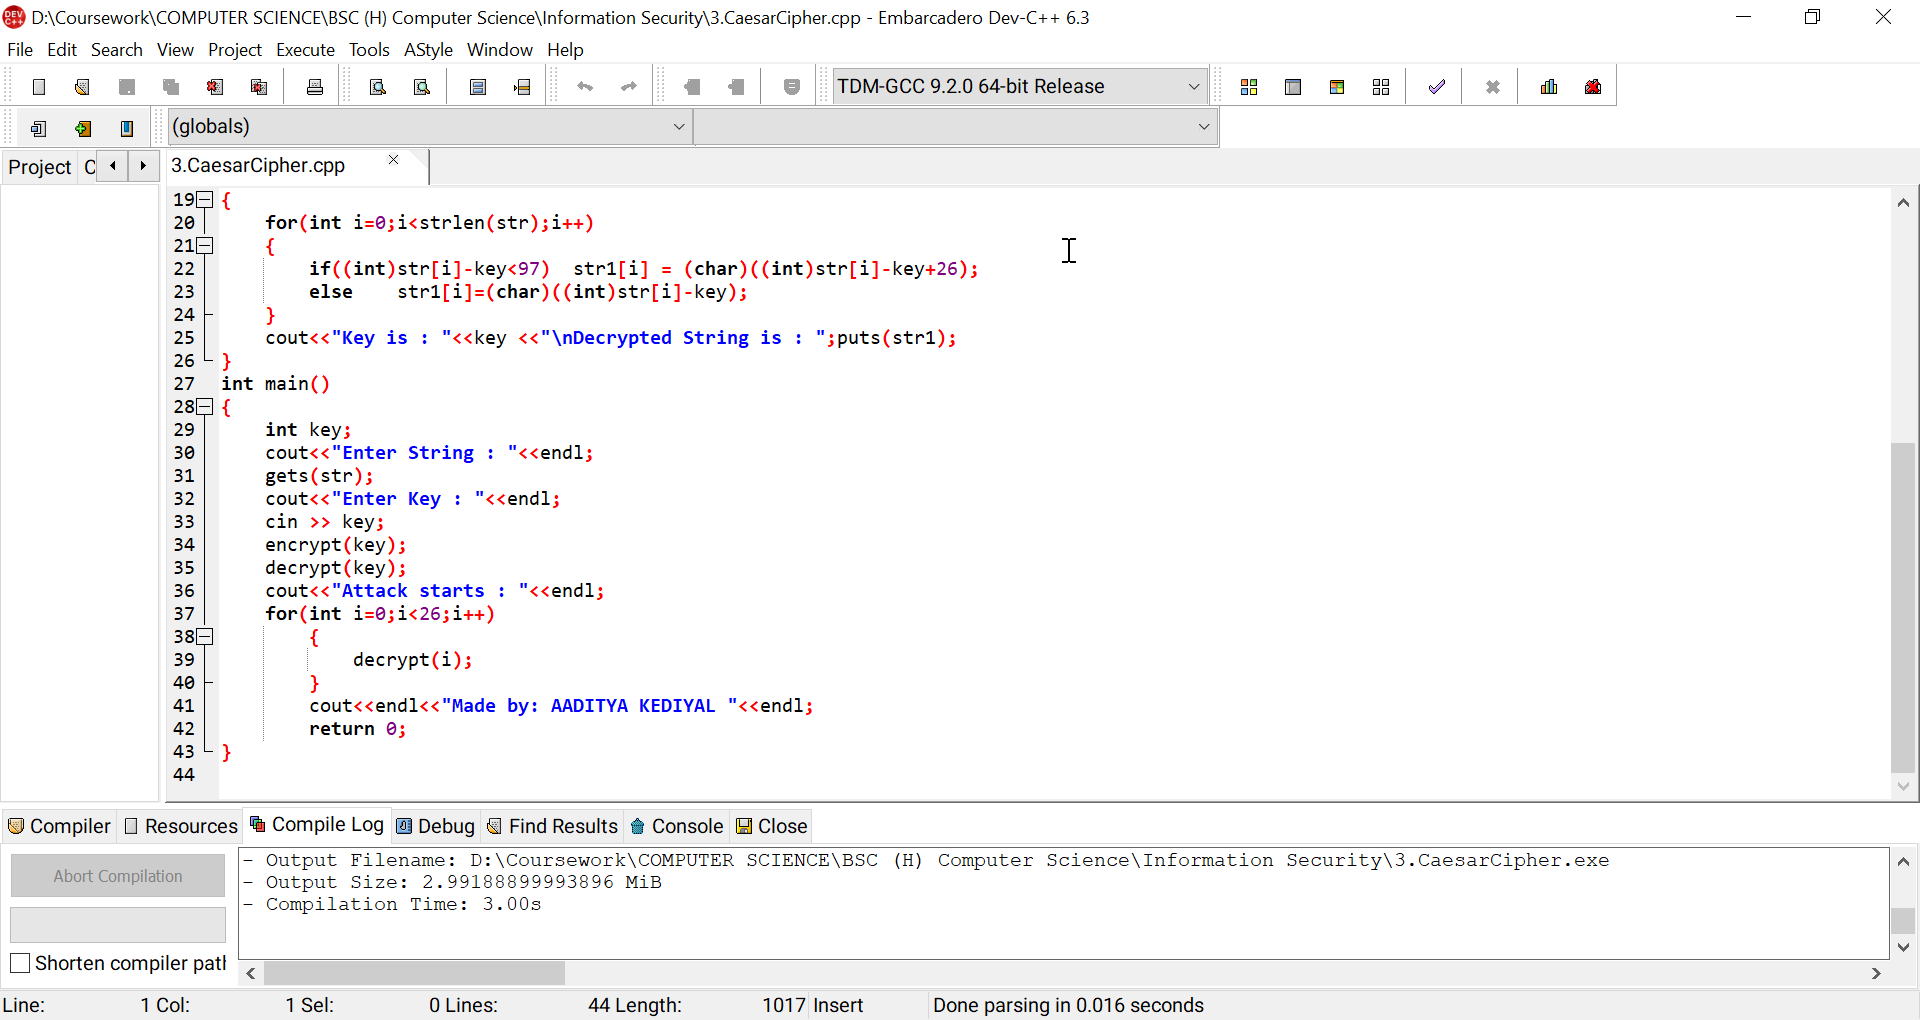 D:\Coursework\COMPUTER SCIENCE\BSC (H) Computer Science\Information Security\3.CaesarCipher.cpp - Embarcadero Dev-C++ 6.3
File Edit Search View Project Execute Tools AStyle Window Help
TDM-GCC 9.2.0 64-bit Release
(globals)
Project C
3.CaesarCipher.cpp
19 {
20 for(int i=0;i<strlen(str);i++)
21 {
22 if((int)str[i]-key<97) str1[i] = (char)((int)str[i]-key+26);
23 else str1[i]=(char)((int)str[i]-key);
24 }
25 cout<<"Key is : "<<key <<"\nDecrypted String is : ";puts(str1);
26 }
27 int main()
28 {
29 int key;
30 cout<<"Enter String : "<<endl;
31 gets(str);
32 cout<<"Enter Key : "<<endl;
33 cin >> key;
34 encrypt(key);
35 decrypt(key);
36 cout<<"Attack starts : "<<endl;
37 for(int i=0;i<26;i++)
38 {
39 decrypt(i);
40 }
41 cout<<endl<<"Made by: AADITYA KEDIYAL "<<endl;
42 return 0;
43 }
44
Compiler Resources Compile Log Debug Find Results Console Close
Abort Compilation
Shorten compiler path
- Output Filename: D:\Coursework\COMPUTER SCIENCE\BSC (H) Computer Science\Information Security\3.CaesarCipher.exe
- Output Size: 2.99188899993896 MiB
- Compilation Time: 3.00s
Line: 1 Col: 1 Sel: 0 Lines: 44 Length: 1017 Insert Done parsing in 0.016 seconds